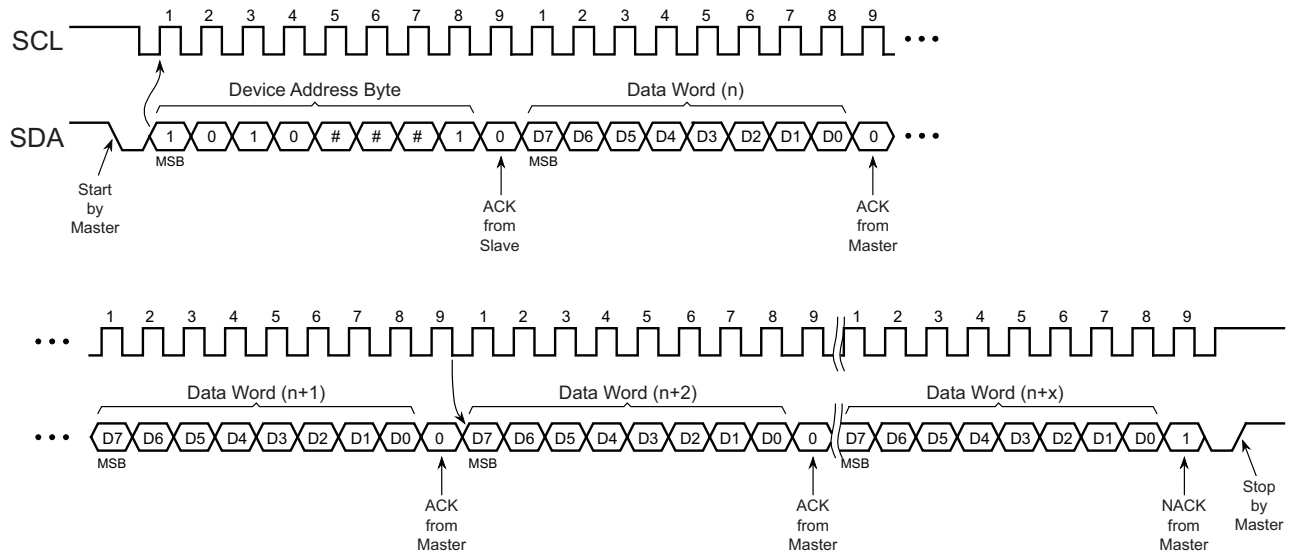 1 2 3 4 5 6 7 8 9 1 2 3 4 5 6 7 8 9
SCL
Device Address Byte Data Word (n)
SDA 1 0 1 0 # # # 1 0 D7 D6 D5 D4 D3 D2 D1 D0 0
MSB MSB
Start
by
Master
ACK
from
Slave
ACK
from
Master
1 2 3 4 5 6 7 8 9 1 2 3 4 5 6 7 8 9 1 2 3 4 5 6 7 8 9
Data Word (n+1) Data Word (n+2) Data Word (n+x)
D7 D6 D5 D4 D3 D2 D1 D0 0 D7 D6 D5 D4 D3 D2 D1 D0 0 D7 D6 D5 D4 D3 D2 D1 D0 1
MSB MSB MSB
ACK
from
Master
ACK
from
Master
NACK
from
Master
Stop
by
Master